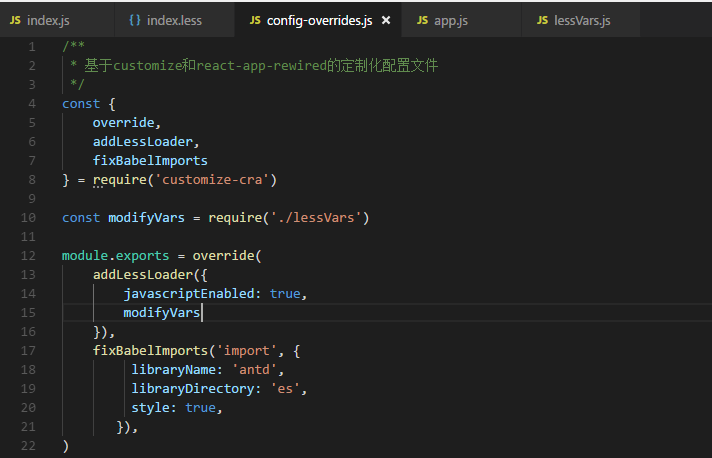 JS index.js {} index.less JS config-overrides.js × JS app.js JS lessVars.js
1 /**
2  * 基于customize和react-app-rewired的定制化配置文件
3  */
4 const {
5     override,
6     addLessLoader,
7     fixBabelImports
8 } = require('customize-cra')
9
10 const modifyVars = require('./lessVars')
11
12 module.exports = override(
13     addLessLoader({
14         javascriptEnabled: true,
15         modifyVars
16     }),
17     fixBabelImports('import', {
18          libraryName: 'antd',
19          libraryDirectory: 'es',
20          style: true,
21        }),
22 )